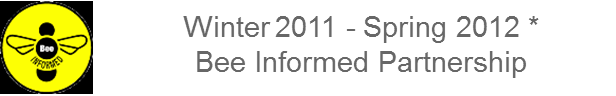 Bee
INFORMED
Winter 2011 - Spring 2012 *
Bee Informed Partnership